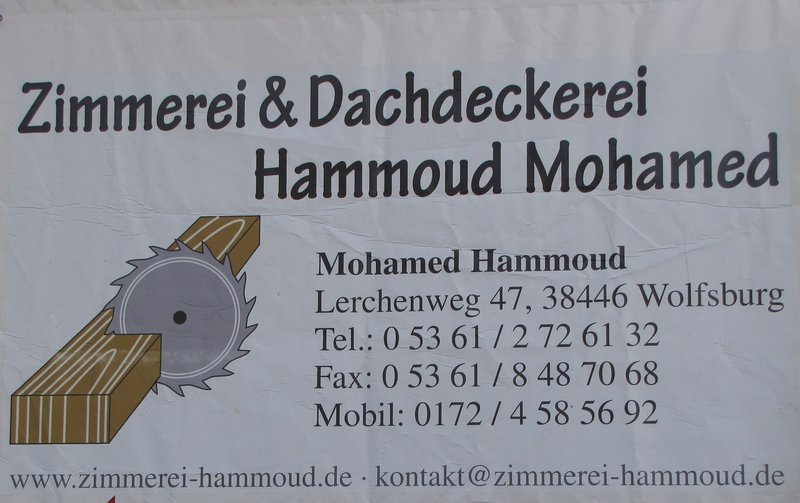 Zimmerei & Dachdeckerei
Hammoud Mohamed
Mohamed Hammoud
Lerchenweg 47, 38446 Wolfsburg
Tel.: 0 53 61 / 2 72 61 32
Fax: 0 53 61 / 8 48 70 68
Mobil: 0172 / 4 58 56 92
www.zimmerei-hammoud.de · kontakt@zimmerei-hammoud.de